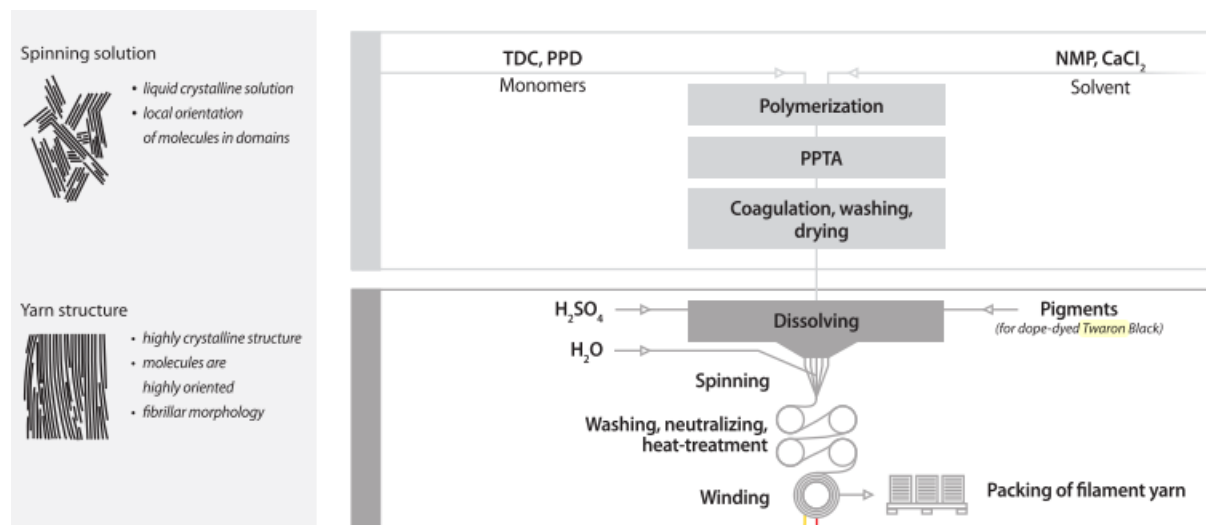 Spinning solution
• liquid crystalline solution
• local orientation
of molecules in domains
Yarn structure
• highly crystalline structure
• molecules are
highly oriented
• fibrillar morphology
TDC, PPD
Monomers
NMP, CaCl₂
Solvent
Polymerization
PPTA
Coagulation, washing,
drying
H₂SO₄
Dissolving
Pigments
(for dope-dyed Twaron Black)
H₂O
Spinning
Washing, neutralizing,
heat-treatment
Winding
Packing of filament yarn